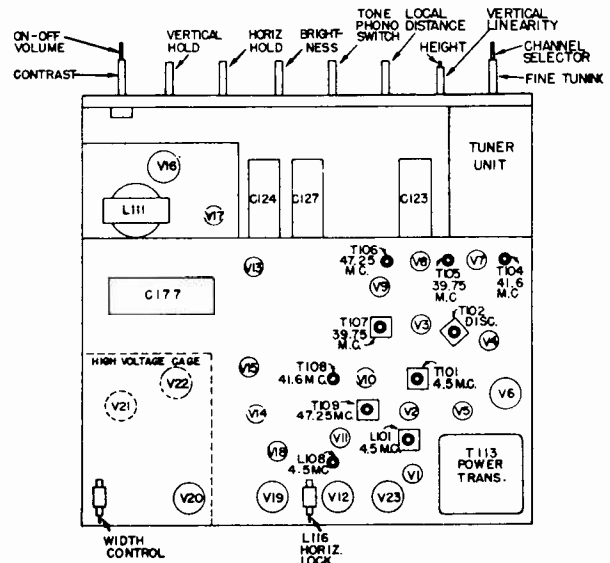 ON-OFF
VOLUME
CONTRAST
VERTICAL
HOLD
HORIZ
HOLD
BRIGHT-
NESS
TONE
PHONO
SWITCH
LOCAL
DISTANCE
HEIGHT
VERTICAL
LINEARITY
CHANNEL
SELECTOR
FINE TUNING
TUNER
UNIT
V16
L111
V17
C124
C127
C123
V13
T106
47.25
M.C.
V8
T105
39.75
M.C
V7
T104
41.6
M.C
V9
C177
T107
39.75
M.C.
V3
T102
DISC.
V4
HIGH VOLTAGE CAGE
V22
V21
V15
T108
41.6 M.C.
V10
T101
4.5 M.C.
V6
V14
T109
47.25 M.C.
V2
V5
V11
L101
4.5 M.C.
V18
L108
4.5 MC
V1
T113
POWER
TRANS.
V20
V19
V12
V23
WIDTH
CONTROL
L116
HORIZ.
LOCK